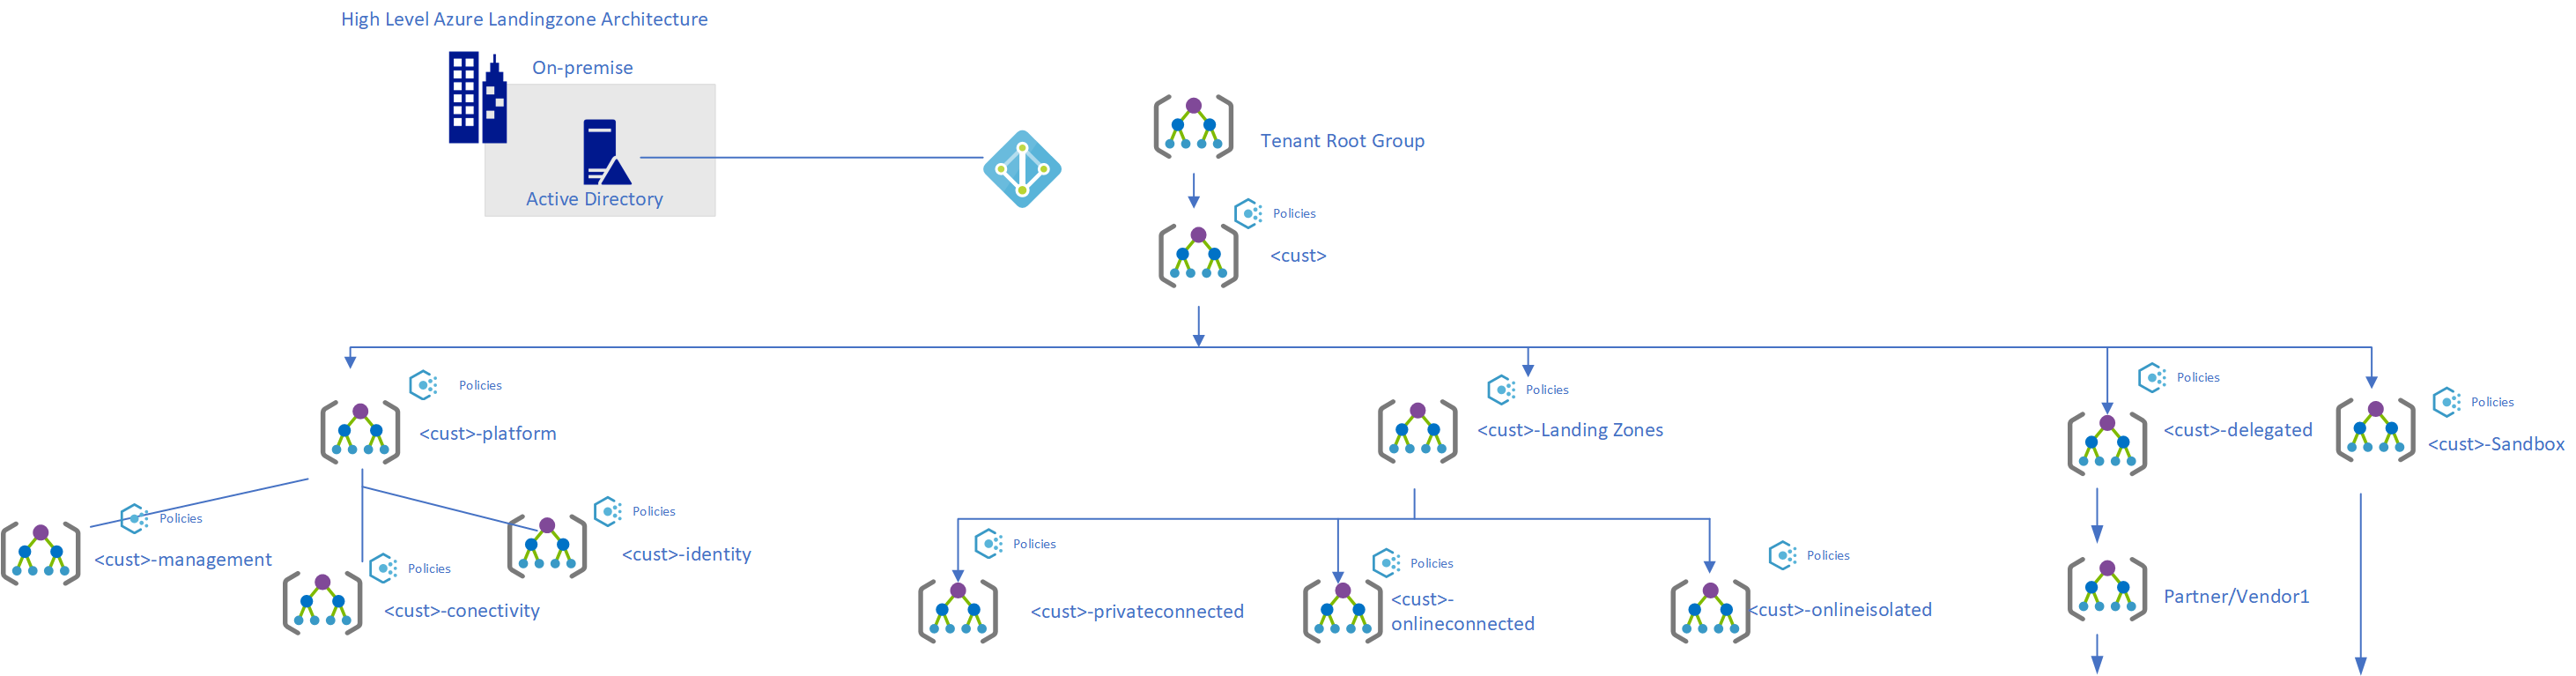 High Level Azure Landingzone Architecture
On-premise
Active Directory
Tenant Root Group
Policies
<cust>
Policies
<cust>-platform
Policies
<cust>-Landing Zones
Policies
<cust>-delegated
Policies
<cust>-Sandbox
Policies
<cust>-management
Policies
<cust>-conectivity
Policies
<cust>-identity
Policies
<cust>-privateconnected
Policies
<cust>-
onlineconnected
Policies
<cust>-onlineisolated
Partner/Vendor1